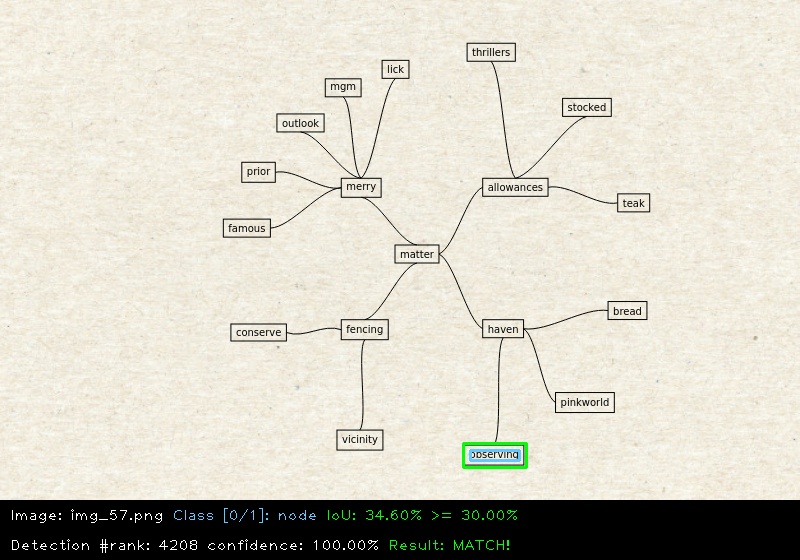 thrillers
lick
mgm
stocked
outlook
prior
merry
allowances
teak
famous
matter
bread
fencing
haven
conserve
pinkworld
vicinity
observing
Image: img_57.png Class [0/1]: node IoU: 34.60% >= 30.00%
Detection #rank: 4208 confidence: 100.00% Result: MATCH!